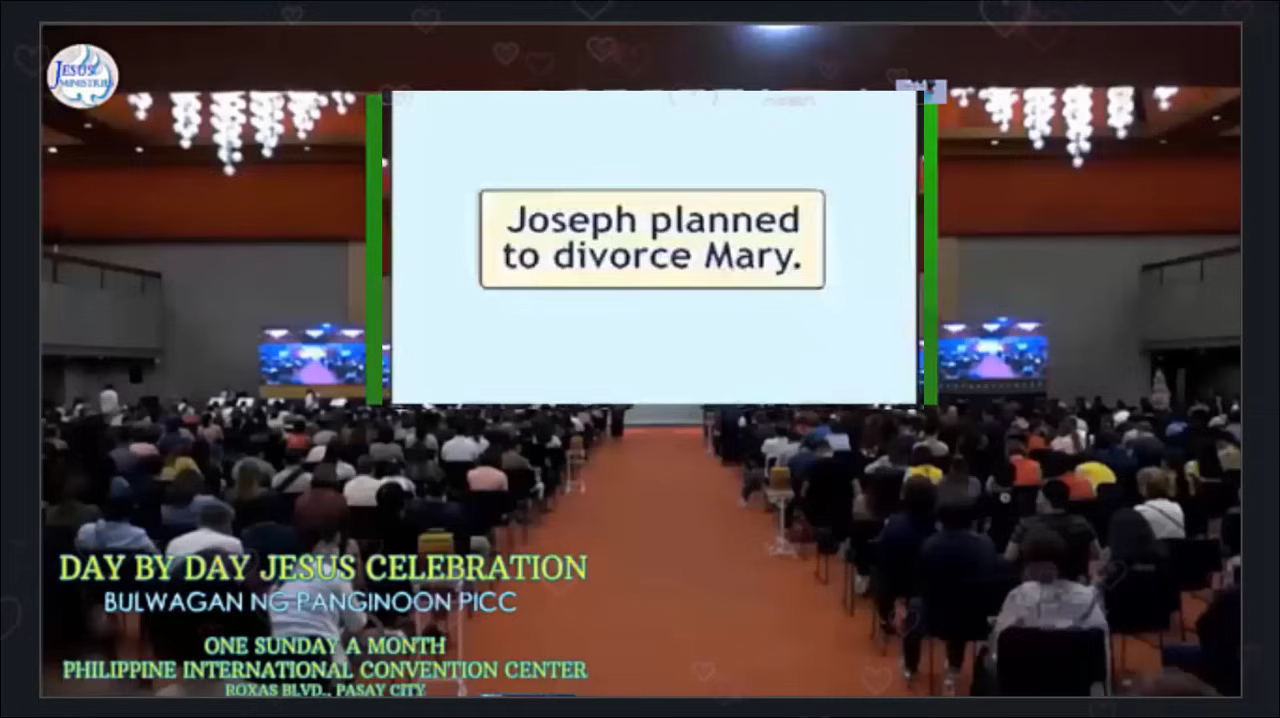 JESUS
MINISTRIES
Joseph planned
to divorce Mary.
DAY BY DAY JESUS CELEBRATION
BULWAGAN NG PANGINOON PICC
ONE SUNDAY A MONTH
PHILIPPINE INTERNATIONAL CONVENTION CENTER
ROXAS BLVD., PASAY CITY